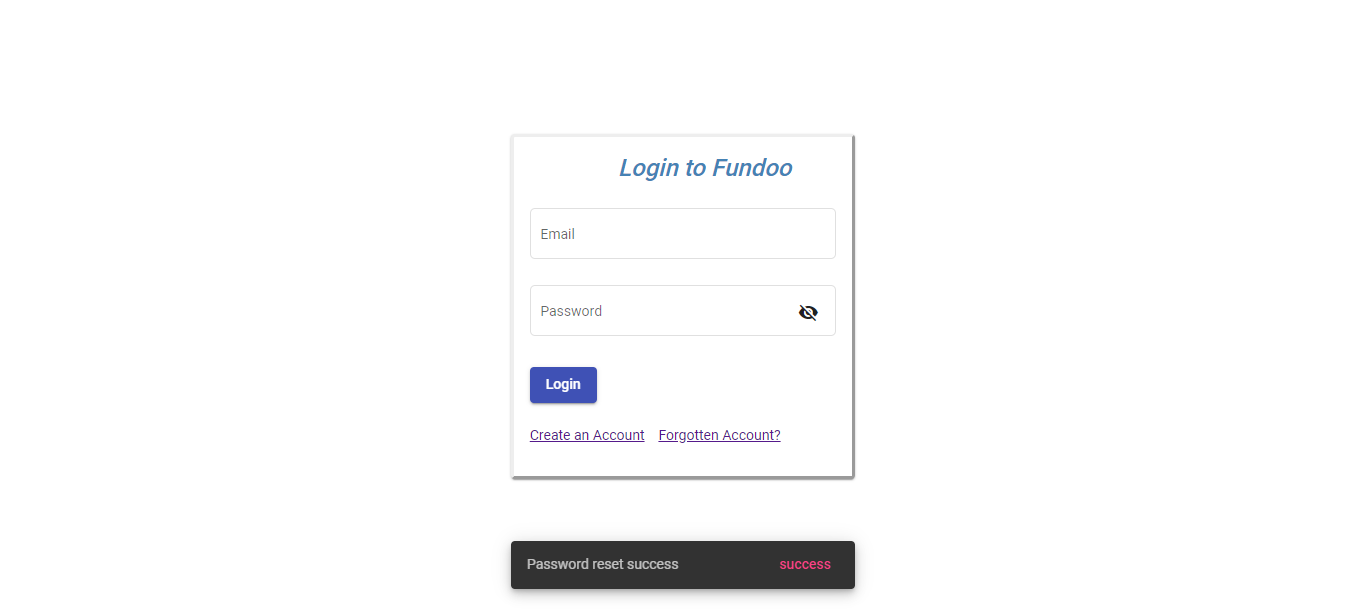 Login to Fundoo
Email
Password
Login
Create an Account Forgotten Account?
Password reset success success